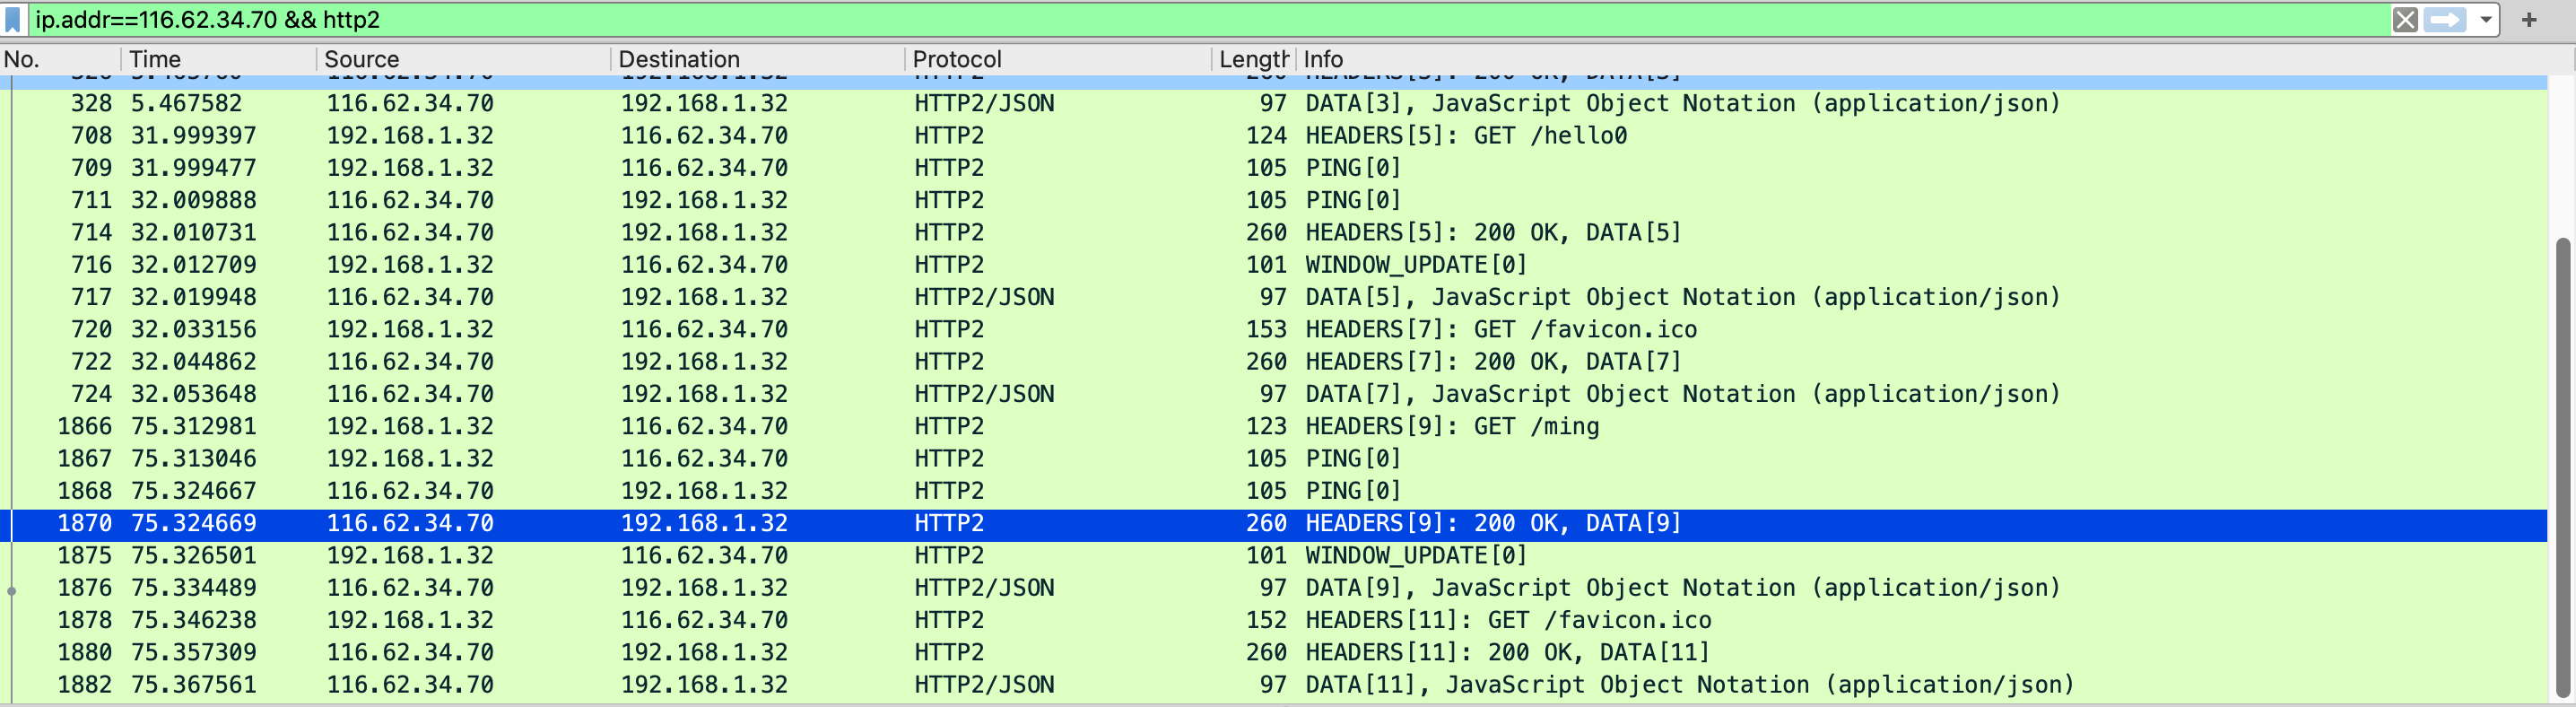 ip.addr==116.62.34.70 && http2
No. Time Source Destination Protocol Length Info
328 5.467582 116.62.34.70 192.168.1.32 HTTP2/JSON 97 DATA[3], JavaScript Object Notation (application/json)
708 31.999397 192.168.1.32 116.62.34.70 HTTP2 124 HEADERS[5]: GET /hello0
709 31.999477 192.168.1.32 116.62.34.70 HTTP2 105 PING[0]
711 32.009888 116.62.34.70 192.168.1.32 HTTP2 105 PING[0]
714 32.010731 116.62.34.70 192.168.1.32 HTTP2 260 HEADERS[5]: 200 OK, DATA[5]
716 32.012709 192.168.1.32 116.62.34.70 HTTP2 101 WINDOW_UPDATE[0]
717 32.019948 116.62.34.70 192.168.1.32 HTTP2/JSON 97 DATA[5], JavaScript Object Notation (application/json)
720 32.033156 192.168.1.32 116.62.34.70 HTTP2 153 HEADERS[7]: GET /favicon.ico
722 32.044862 116.62.34.70 192.168.1.32 HTTP2 260 HEADERS[7]: 200 OK, DATA[7]
724 32.053648 116.62.34.70 192.168.1.32 HTTP2/JSON 97 DATA[7], JavaScript Object Notation (application/json)
1866 75.312981 192.168.1.32 116.62.34.70 HTTP2 123 HEADERS[9]: GET /ming
1867 75.313046 192.168.1.32 116.62.34.70 HTTP2 105 PING[0]
1868 75.324667 116.62.34.70 192.168.1.32 HTTP2 105 PING[0]
1870 75.324669 116.62.34.70 192.168.1.32 HTTP2 260 HEADERS[9]: 200 OK, DATA[9]
1875 75.326501 192.168.1.32 116.62.34.70 HTTP2 101 WINDOW_UPDATE[0]
1876 75.334489 116.62.34.70 192.168.1.32 HTTP2/JSON 97 DATA[9], JavaScript Object Notation (application/json)
1878 75.346238 192.168.1.32 116.62.34.70 HTTP2 152 HEADERS[11]: GET /favicon.ico
1880 75.357309 116.62.34.70 192.168.1.32 HTTP2 260 HEADERS[11]: 200 OK, DATA[11]
1882 75.367561 116.62.34.70 192.168.1.32 HTTP2/JSON 97 DATA[11], JavaScript Object Notation (application/json)